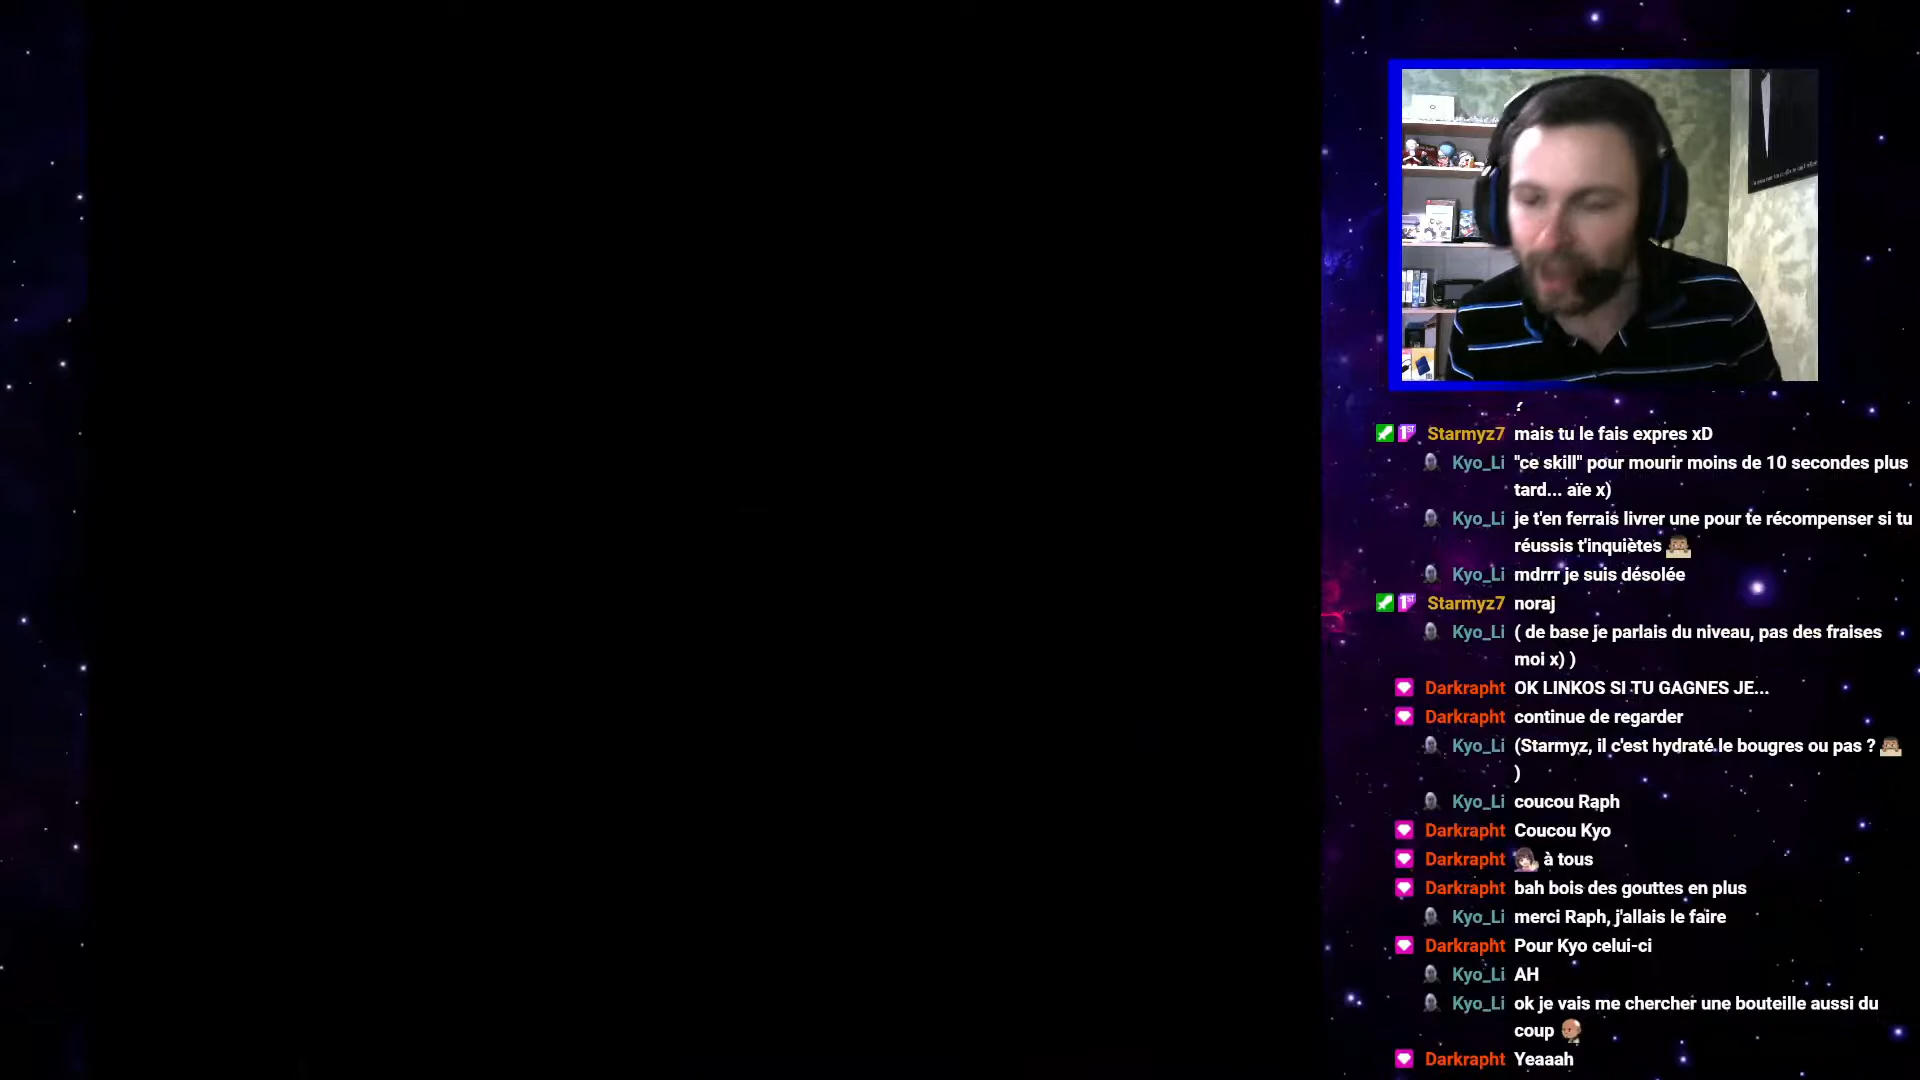 ?
Starmyz7 mais tu le fais expres xD
Kyo_Li "ce skill" pour mourir moins de 10 secondes plus
tard... aïe x)
Kyo_Li je t'en ferrais livrer une pour te récompenser si tu
réussis t'inquiètes
Kyo_Li mdrrr je suis désolée
Starmyz7 noraj
Kyo_Li ( de base je parlais du niveau, pas des fraises
moi x) )
Darkrapht OK LINKOS SI TU GAGNES JE...
Darkrapht continue de regarder
Kyo_Li (Starmyz, il c'est hydraté le bougres ou pas ?
)
Kyo_Li coucou Raph
Darkrapht Coucou Kyo
Darkrapht à tous
Darkrapht bah bois des gouttes en plus
Kyo_Li merci Raph, j'allais le faire
Darkrapht Pour Kyo celui-ci
Kyo_Li AH
Kyo_Li ok je vais me chercher une bouteille aussi du
coup
Darkrapht Yeaaah